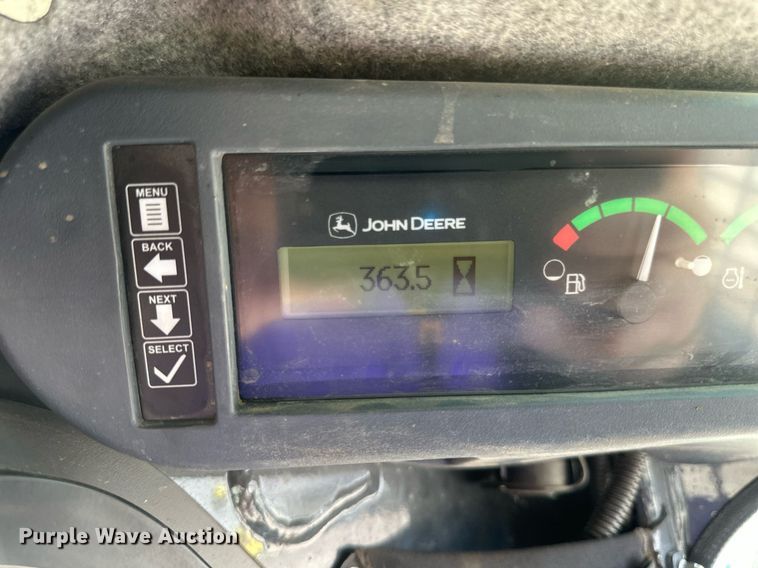 MENU
BACK
NEXT
SELECT
JOHN DEERE
363.5
Purple Wave Auction